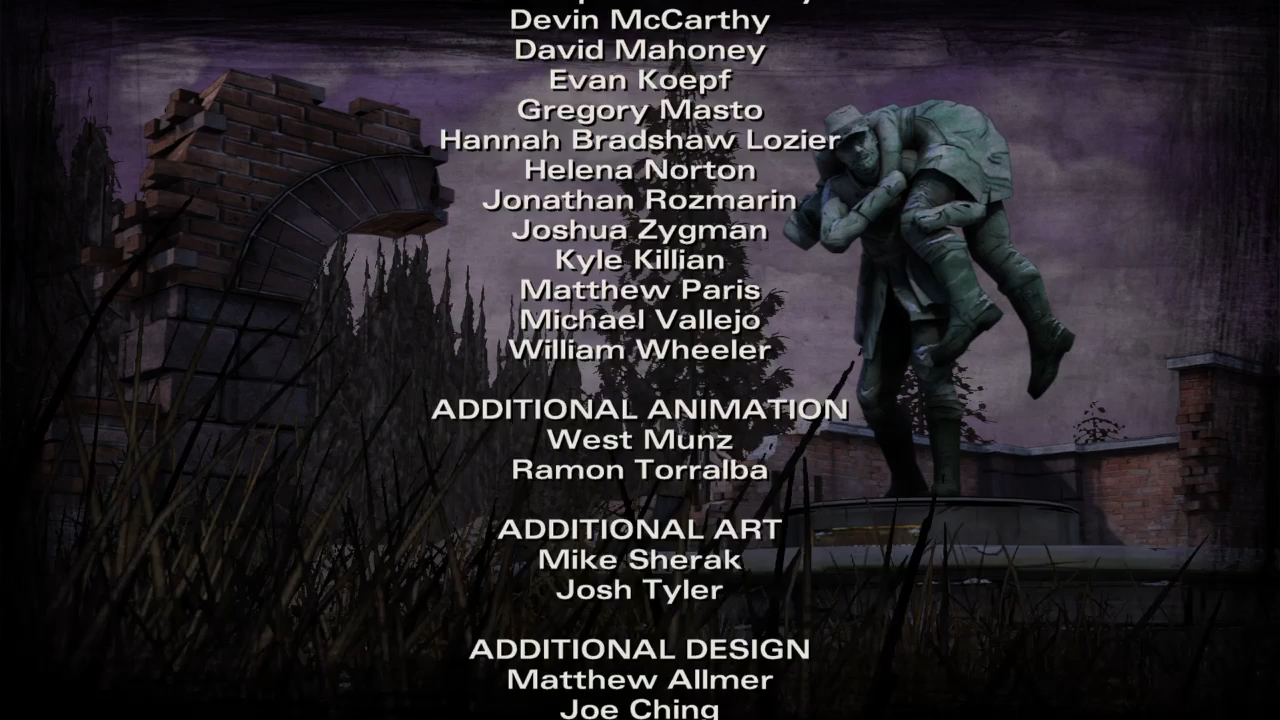 Devin McCarthy
David Mahoney
Evan Koepf
Gregory Masto
Hannah Bradshaw Lozier
Helena Norton
Jonathan Rozmarin
Joshua Zygman
Kyle Killian
Matthew Paris
Michael Vallejo
William Wheeler
ADDITIONAL ANIMATION
West Munz
Ramon Torralba
ADDITIONAL ART
Mike Sherak
Josh Tyler
ADDITIONAL DESIGN
Matthew Allmer
Joe Ching